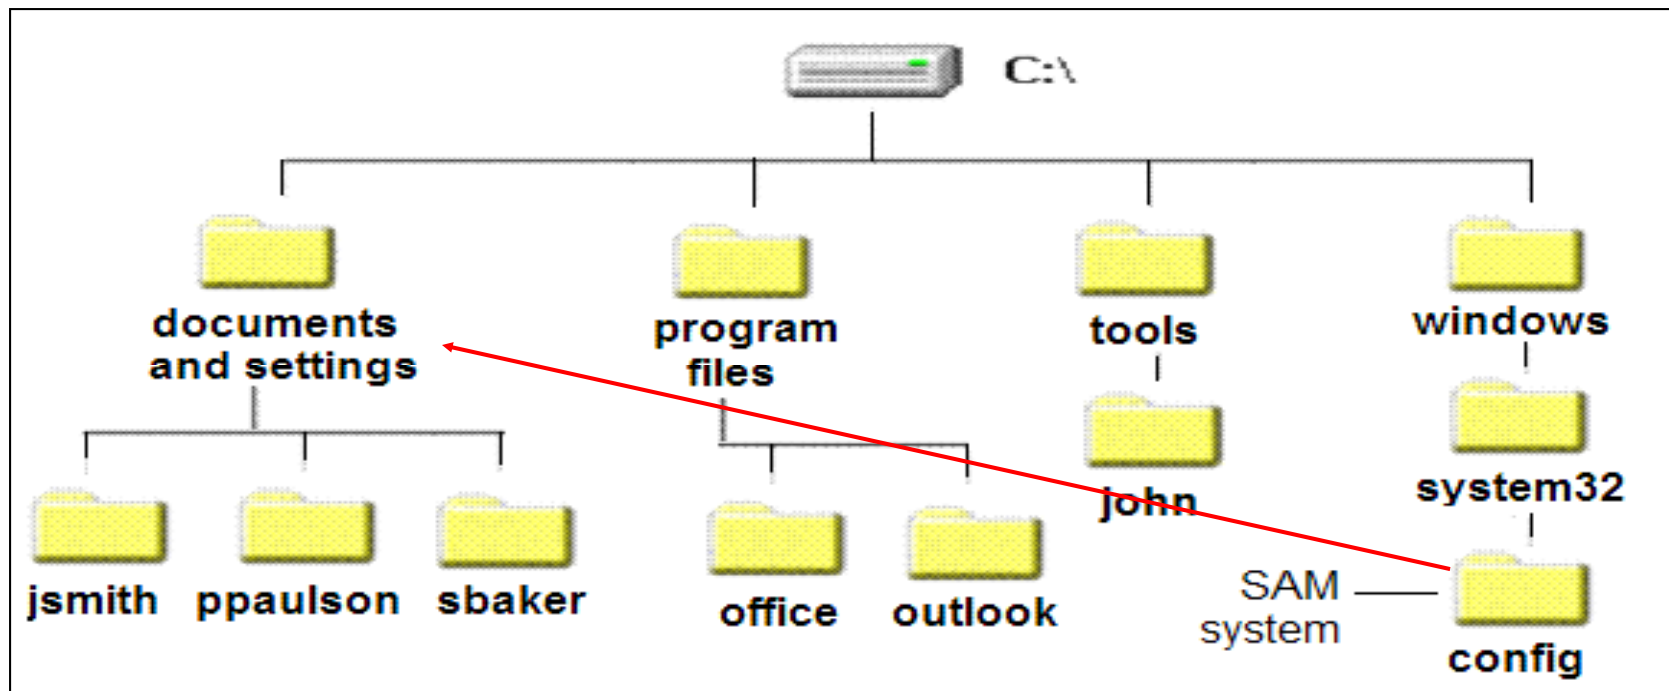 C:\
documents
and settings
program
files
tools
windows
john
system32
jsmith
ppaulson
sbaker
office
outlook
SAM
system
config